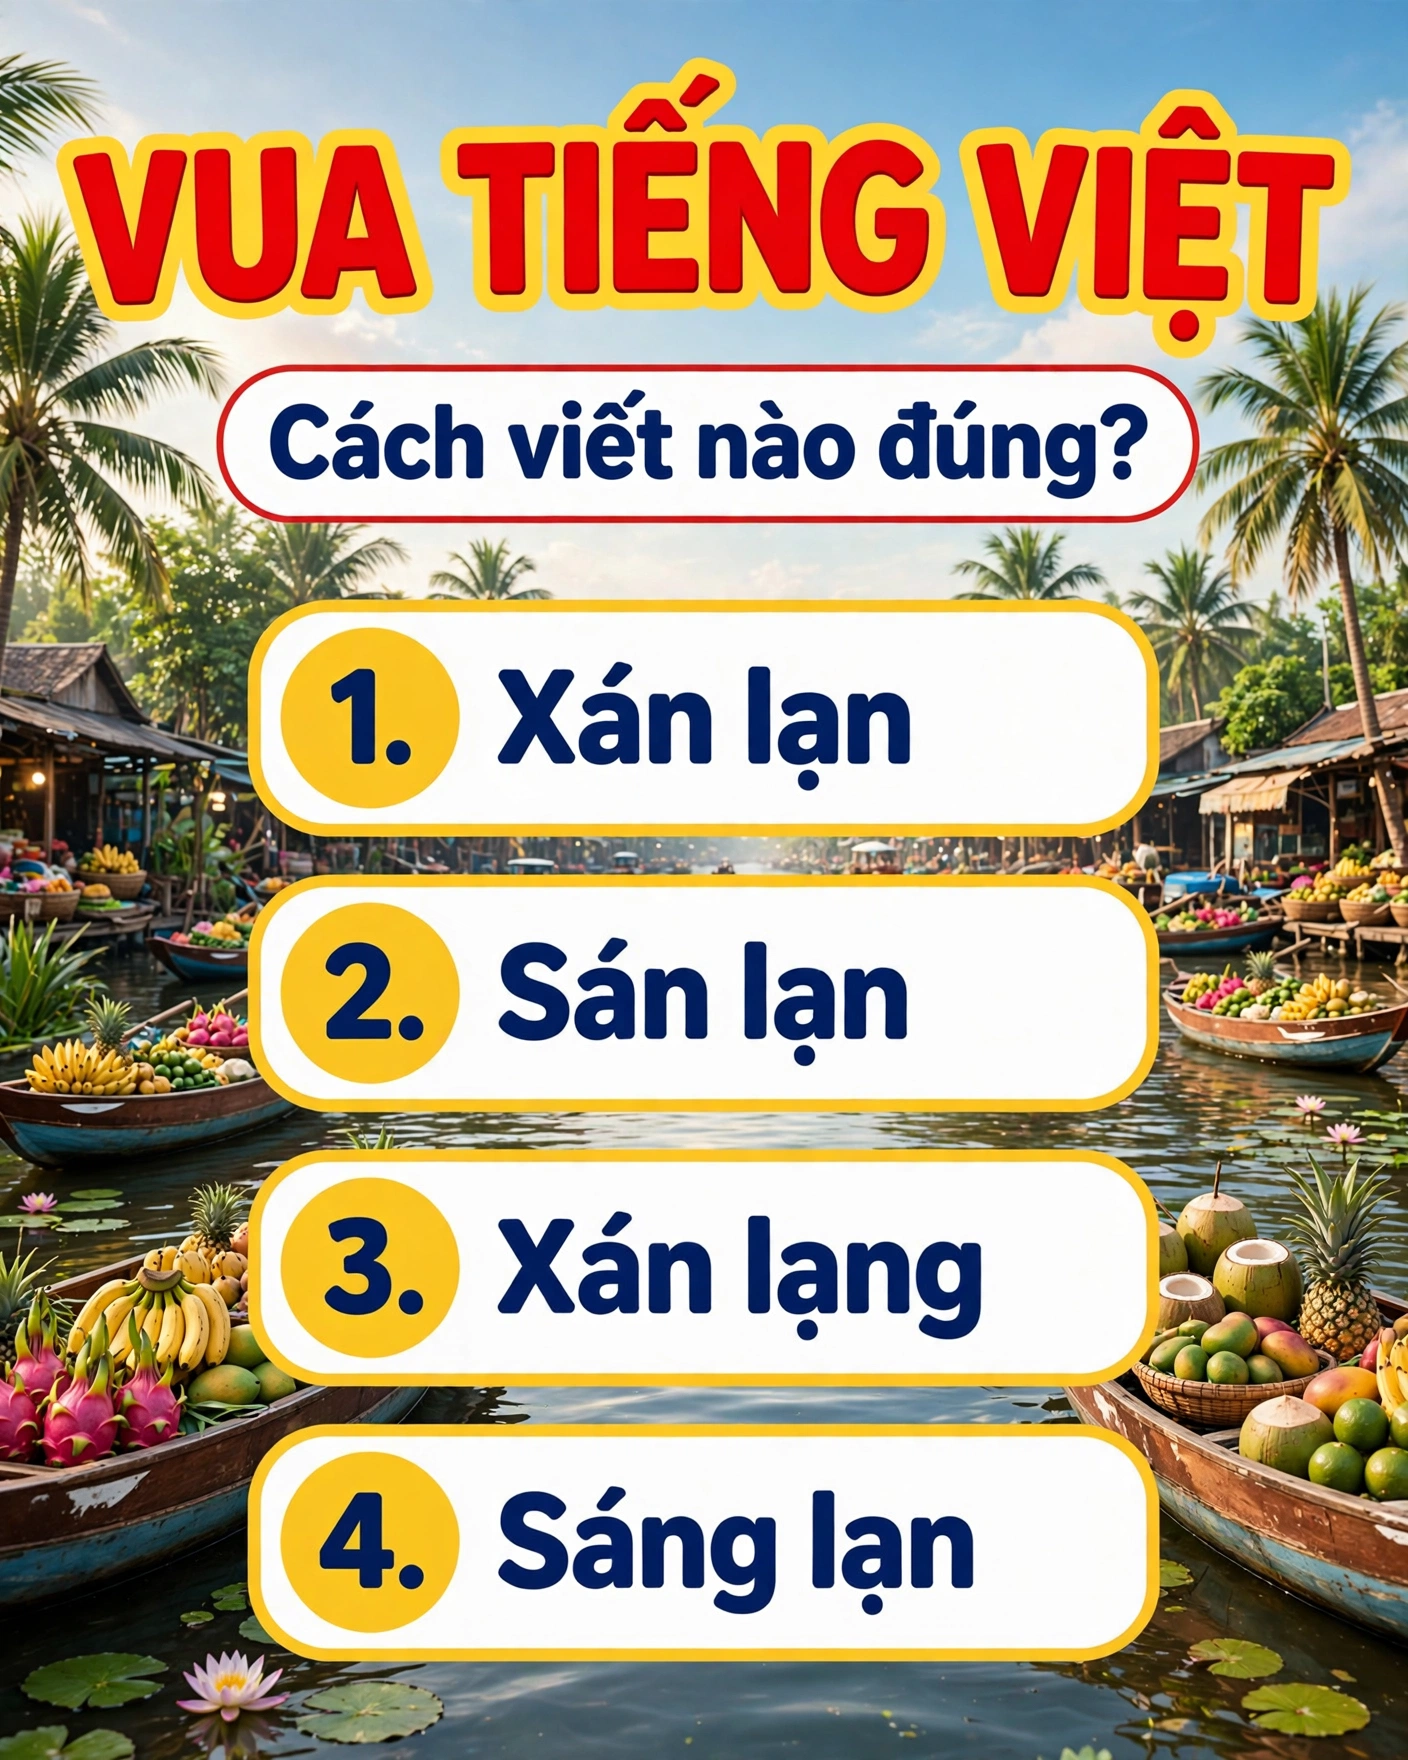 VUA TIẾNG VIỆT
Cách viết nào đúng?
1. Xán lạn
2. Sán lạn
3. Xán lạng
4. Sáng lạn